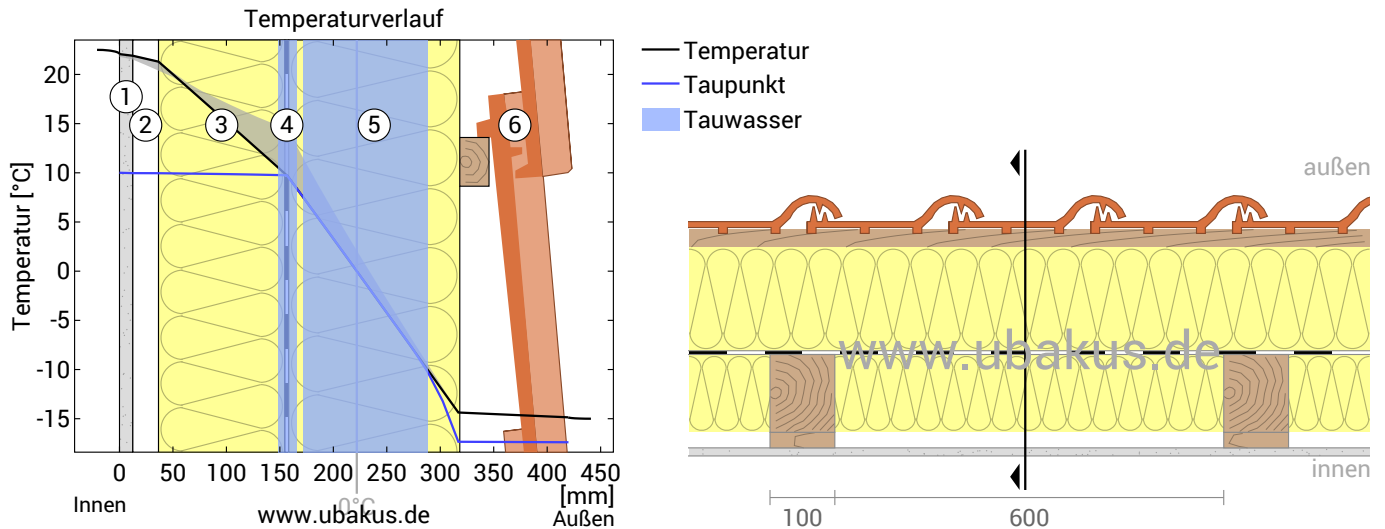 Temperaturverlauf
Temperatur [°C]
20
15
10
5
0
-5
-10
-15
1
2
3
4
5
6
0 50 100 150 200 250 300 350 400 450
[mm]
0°C
Innen
www.ubakus.de
Außen
Temperatur
Taupunkt
Tauwasser
außen
www.ubakus.de
innen
100
600